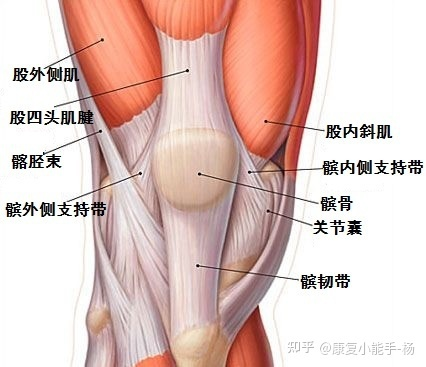 股外侧肌
股四头肌腱
髂胫束
髌外侧支持带
股内斜肌
髌内侧支持带
髌骨
关节囊
髌韧带
知乎 @康复小能手-杨